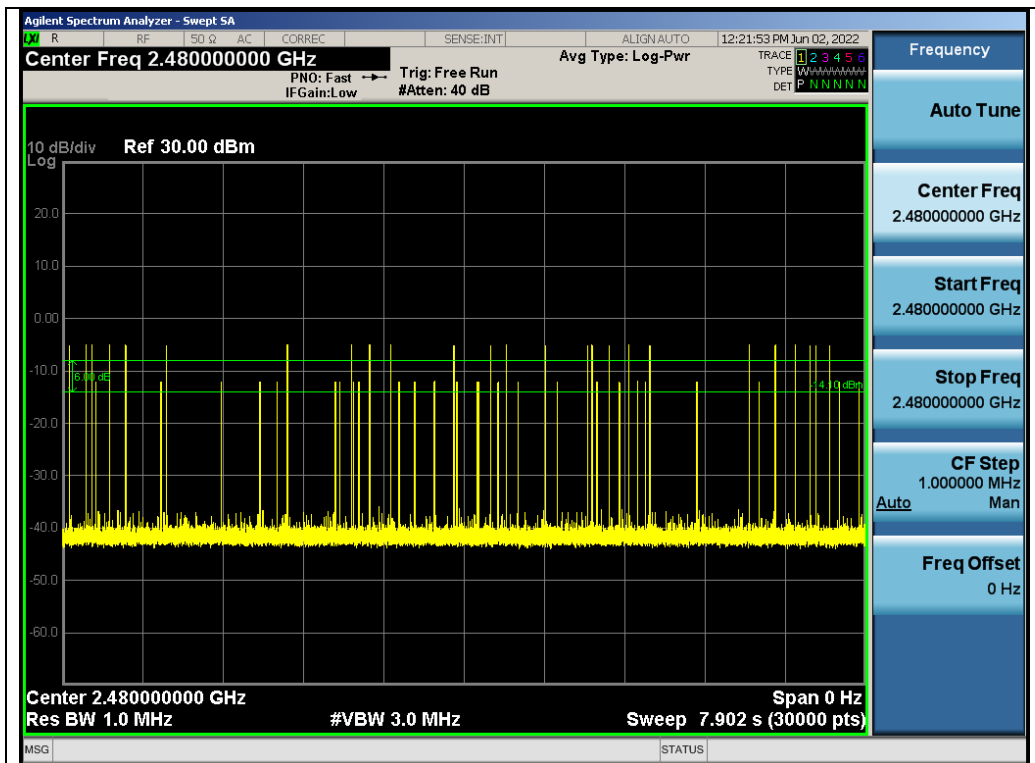 Agilent Spectrum Analyzer - Swept SA
LXI R RF 50 Ω AC CORREC SENSE:INT ALIGN AUTO 12:21:53 PM Jun 02, 2022
Center Freq 2.480000000 GHz
PNO: Fast
IFGain:Low
Trig: Free Run
#Atten: 40 dB
Avg Type: Log-Pwr
TRACE 1 2 3 4 5 6
TYPE
DET P N N N N N
10 dB/div Ref 30.00 dBm
Log
20.0
10.0
0.00
-10.0
6.00 dB
-14.10 dBm
-20.0
-30.0
-40.0
-50.0
-60.0
Center 2.480000000 GHz Span 0 Hz
Res BW 1.0 MHz #VBW 3.0 MHz Sweep 7.902 s (30000 pts)
MSG STATUS
Frequency
Auto Tune
Center Freq
2.480000000 GHz
Start Freq
2.480000000 GHz
Stop Freq
2.480000000 GHz
CF Step
1.000000 MHz
Auto Man
Freq Offset
0 Hz